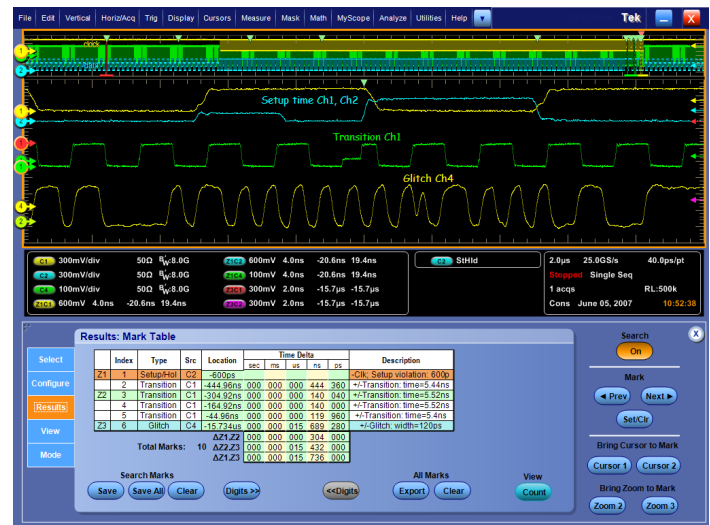 File Edit Vertical Horiz/Acq Trig Display Cursors Measure Mask Math MyScope Analyze Utilities Help Tek X
Setup time Ch1, Ch2
Transition Ch1
Glitch Ch4
C1 300mV/div 50Ω BW:8.0G Z1C2 600mV 4.0ns -20.6ns 19.4ns C2 StHld 2.0µs 25.0GS/s 40.0ps/pt
C2 300mV/div 50Ω BW:8.0G Z1C4 100mV 4.0ns -20.6ns 19.4ns Stopped Single Seq
C4 100mV/div 50Ω BW:8.0G Z3C1 300mV 2.0ns -15.7µs -15.7µs 1 acqs RL:500k
Z1C1 600mV 4.0ns -20.6ns 19.4ns 300mV 2.0ns -15.7µs -15.7µs Cons June 05, 2007 10:52:38
Results: Mark Table
Select
Configure
Results
View
Mode
Time Delta
Index Type Src Location sec ms us ns ps Description
Z1 1 Setup/Hol C2 -600ps -Clk; Setup violation: 600p
2 Transition C1 -444.96ns 000 000 000 444 360 +/-Transition: time=5.44ns
Z2 3 Transition C1 -304.92ns 000 000 000 140 040 +/-Transition: time=5.52ns
4 Transition C1 -164.92ns 000 000 000 140 000 +/-Transition: time=5.52ns
5 Transition C1 -44.96ns 000 000 000 119 960 +/-Transition: time=5.4ns
Z3 6 Glitch C4 -15.734us 000 000 015 689 280 +/-Glitch: width=120ps
ΔZ1.Z2 000 000 000 304 000
Total Marks: 10 ΔZ2.Z3 000 000 015 432 000
ΔZ1.Z3 000 000 015 736 000
Search Marks
Save Save All Clear Digits >> <<Digits
All Marks
Export Clear
View
Count
Search
On
X
Mark
Prev Next
Set/Clr
Bring Cursor to Mark
Cursor 1 Cursor 2
Bring Zoom to Mark
Zoom 2 Zoom 3